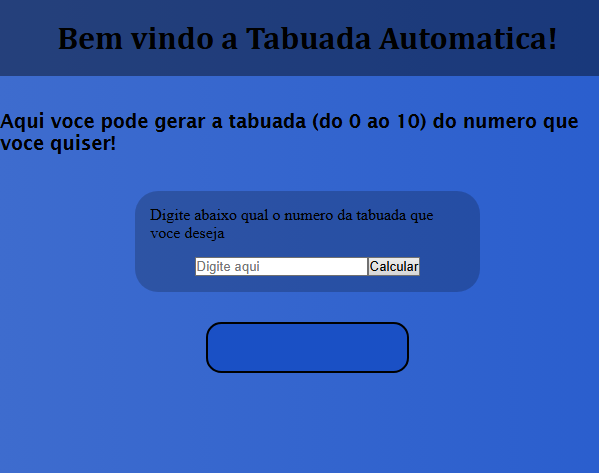 Bem vindo a Tabuada Automatica!
Aqui voce pode gerar a tabuada (do 0 ao 10) do numero que
voce quiser!
Digite abaixo qual o numero da tabuada que
voce deseja
Digite aqui Calcular